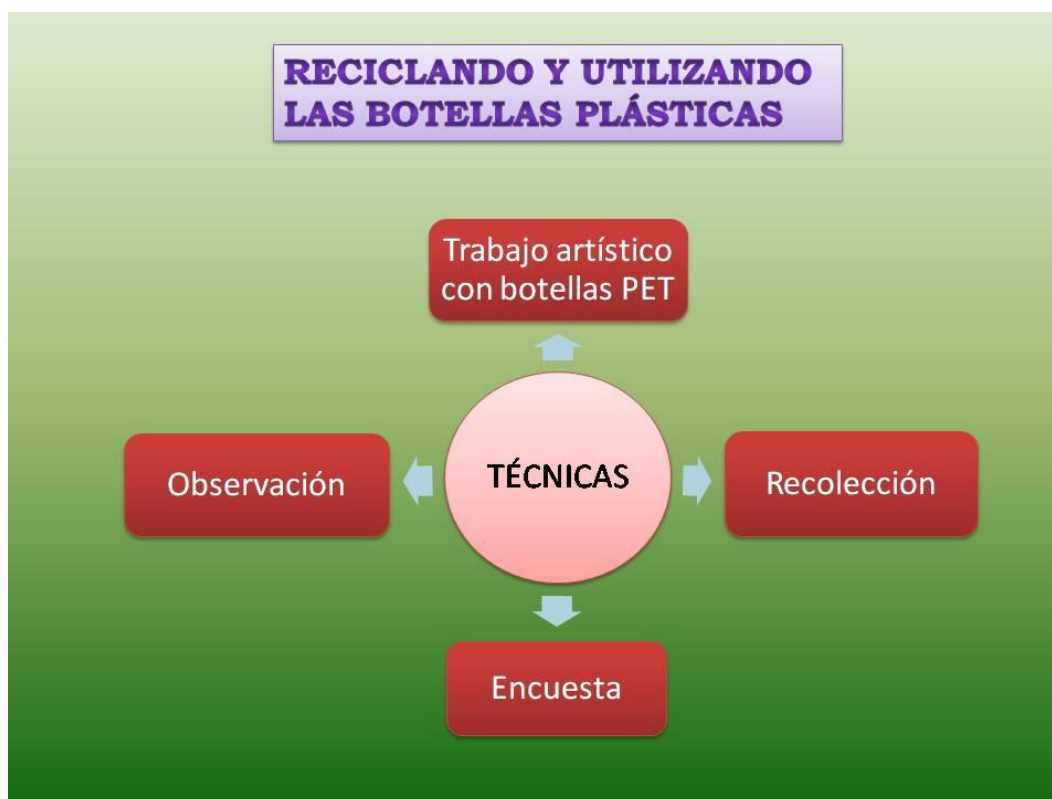 RECICLANDO Y UTILIZANDO
LAS BOTELLAS PLÁSTICAS
Trabajo artístico
con botellas PET
Observación
TÉCNICAS
Recolección
Encuesta